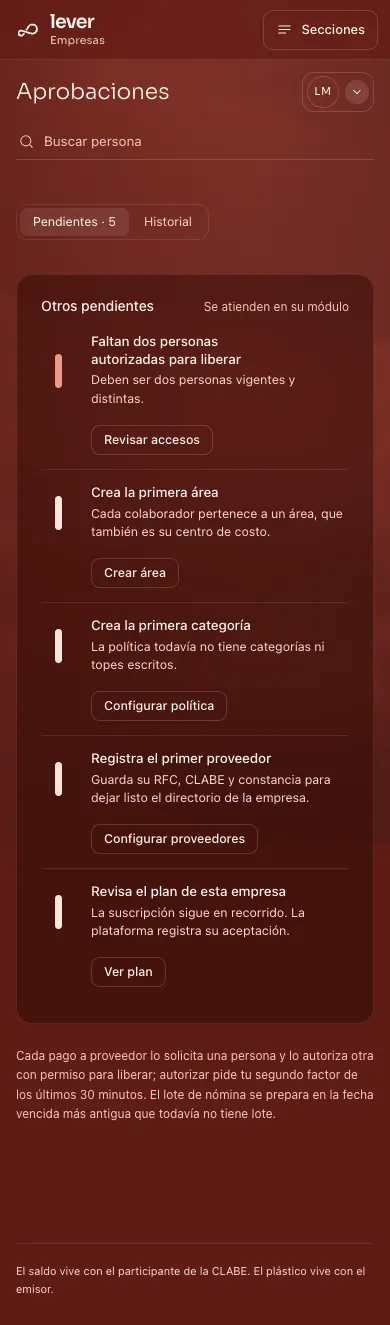 lever
Empresas
Secciones
Aprobaciones
LM
Buscar persona
Pendientes · 5
Historial
Otros pendientes
Se atienden en su módulo
Faltan dos personas
autorizadas para liberar
Deben ser dos personas vigentes y
distintas.
Revisar accesos
Crea la primera área
Cada colaborador pertenece a un área, que
también es su centro de costo.
Crear área
Crea la primera categoría
La política todavía no tiene categorías ni
topes escritos.
Configurar política
Registra el primer proveedor
Guarda su RFC, CLABE y constancia para
dejar listo el directorio de la empresa.
Configurar proveedores
Revisa el plan de esta empresa
La suscripción sigue en recorrido. La
plataforma registra su aceptación.
Ver plan
Cada pago a proveedor lo solicita una persona y lo autoriza otra
con permiso para liberar; autorizar pide tu segundo factor de
los últimos 30 minutos. El lote de nómina se prepara en la fecha
vencida más antigua que todavía no tiene lote.
El saldo vive con el participante de la CLABE. El plástico vive con el
emisor.